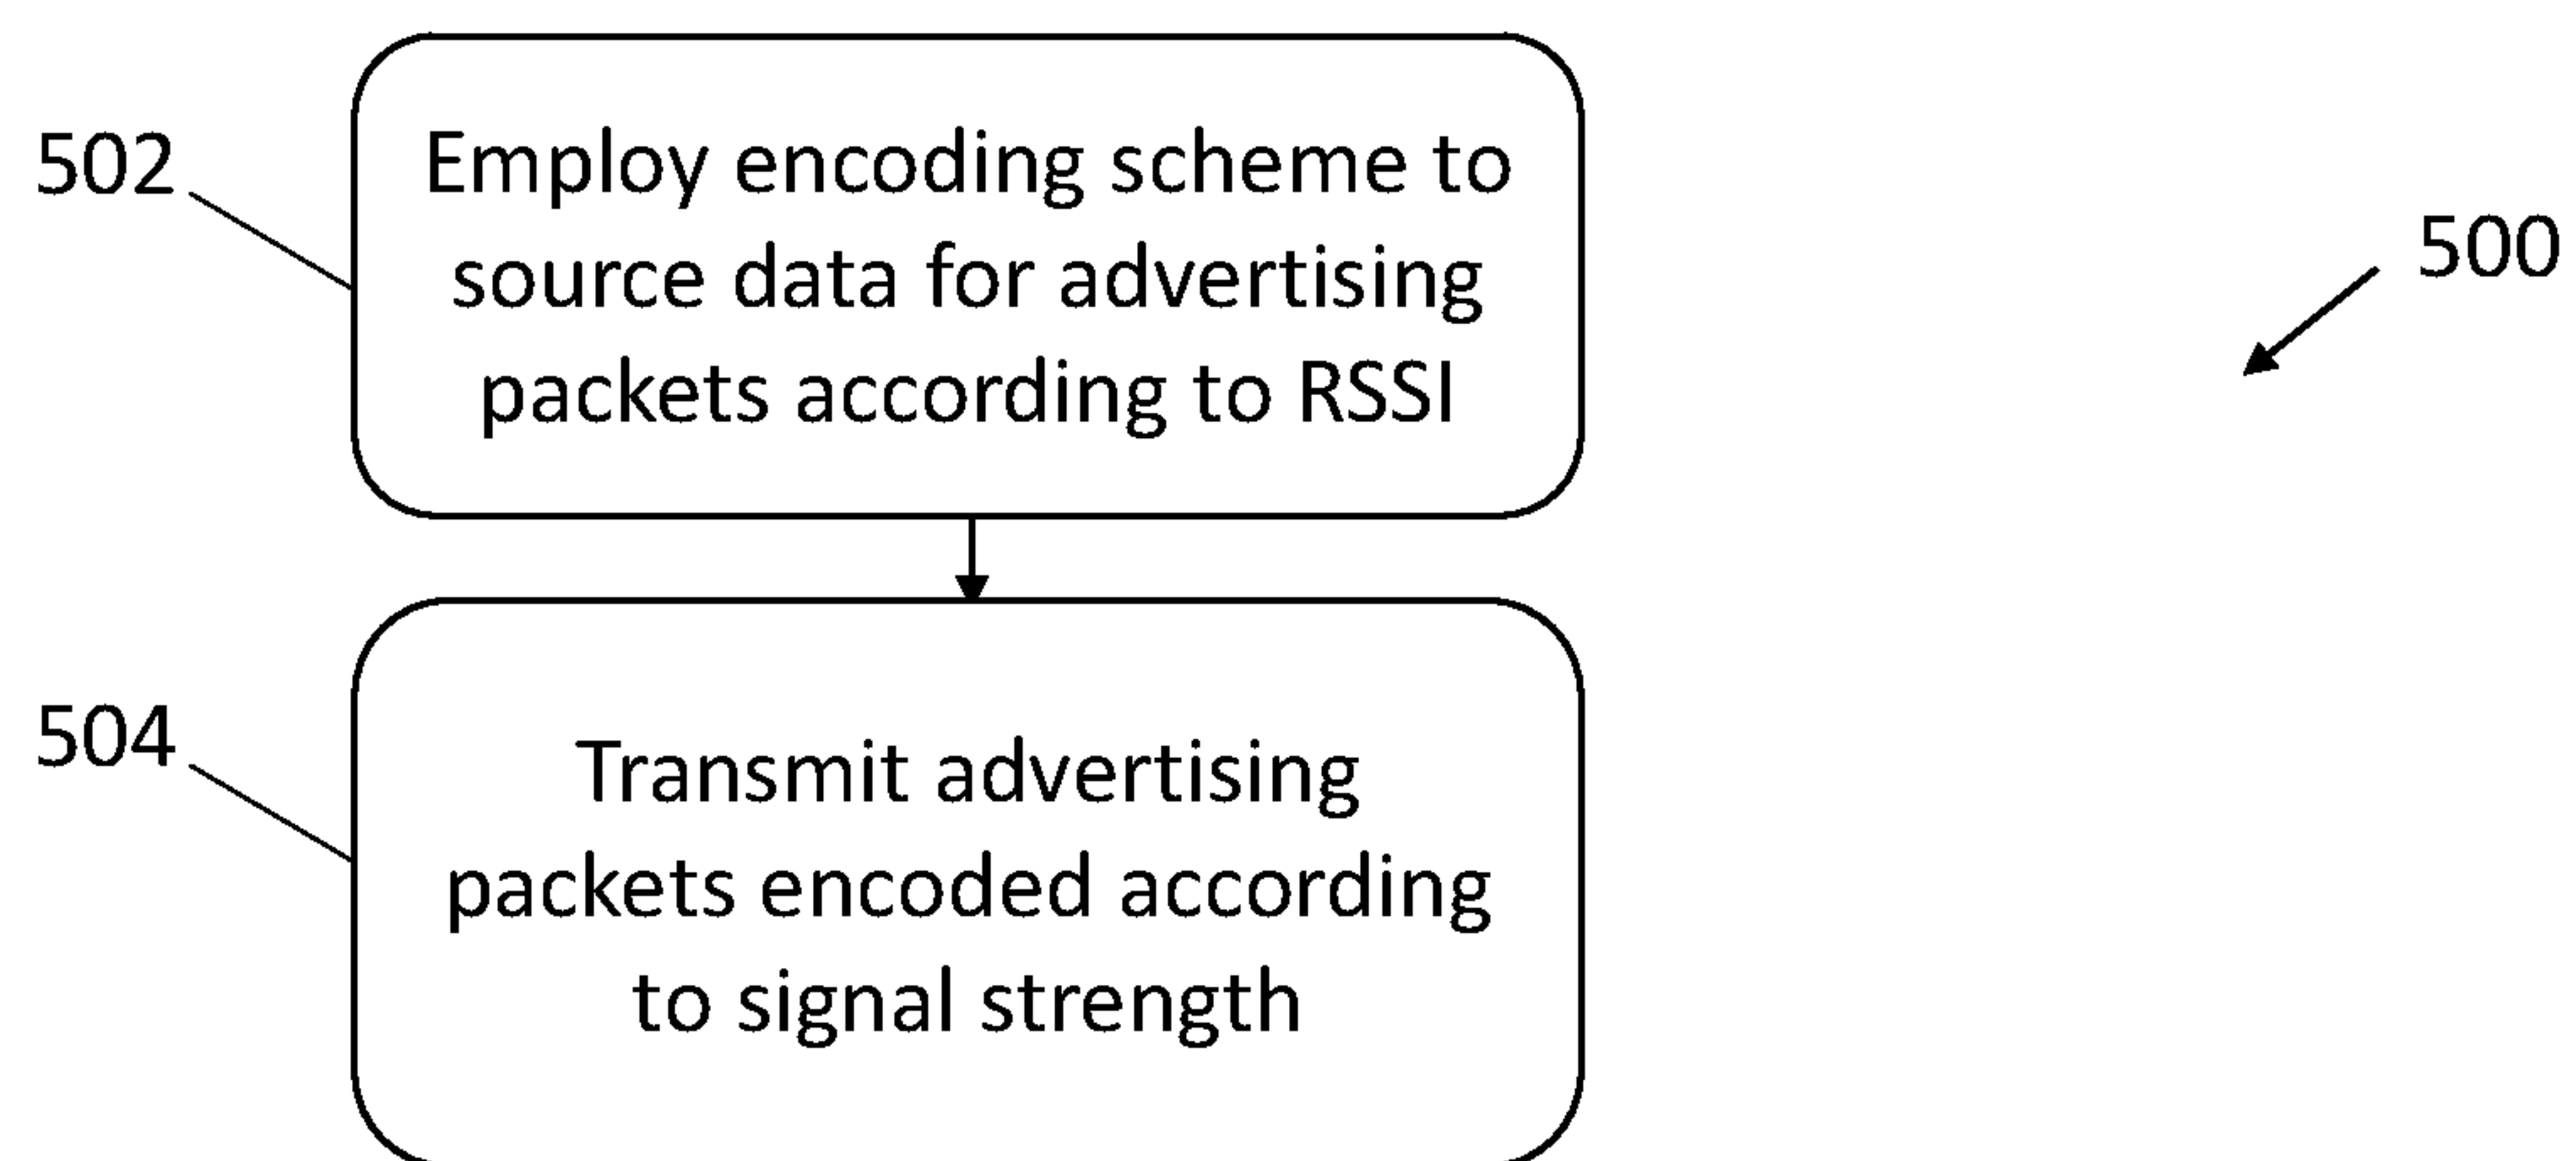 502
Employ encoding scheme to
source data for advertising
packets according to RSSI
500
504
Transmit advertising
packets encoded according
to signal strength